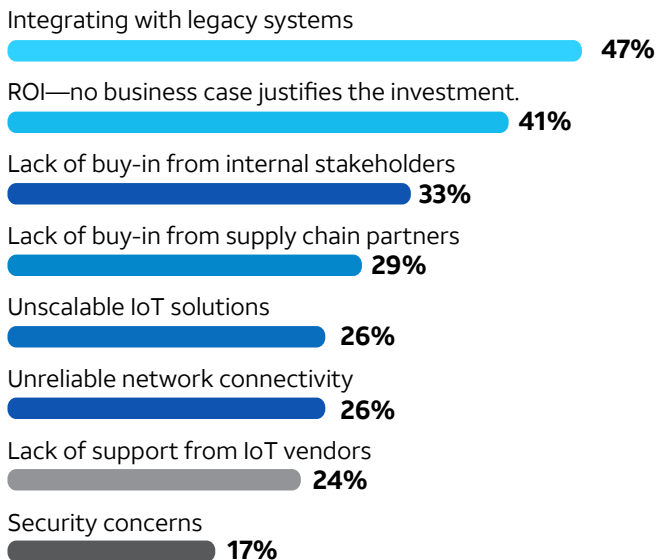 Integrating with legacy systems
47%
ROI—no business case justifies the investment.
41%
Lack of buy-in from internal stakeholders
33%
Lack of buy-in from supply chain partners
29%
Unscalable IoT solutions
26%
Unreliable network connectivity
26%
Lack of support from IoT vendors
24%
Security concerns
17%